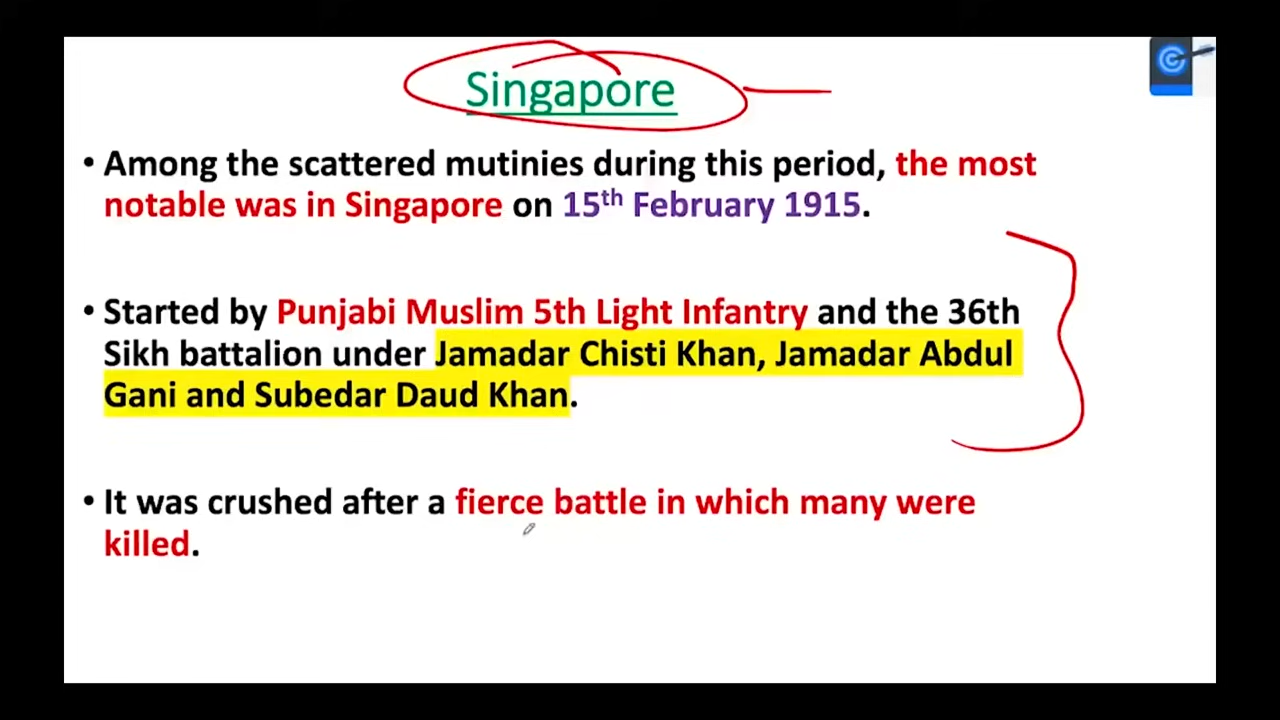 Singapore
• Among the scattered mutinies during this period, the most
notable was in Singapore on 15th February 1915.
• Started by Punjabi Muslim 5th Light Infantry and the 36th
Sikh battalion under Jamadar Chisti Khan, Jamadar Abdul
Gani and Subedar Daud Khan.
• It was crushed after a fierce battle in which many were
killed.